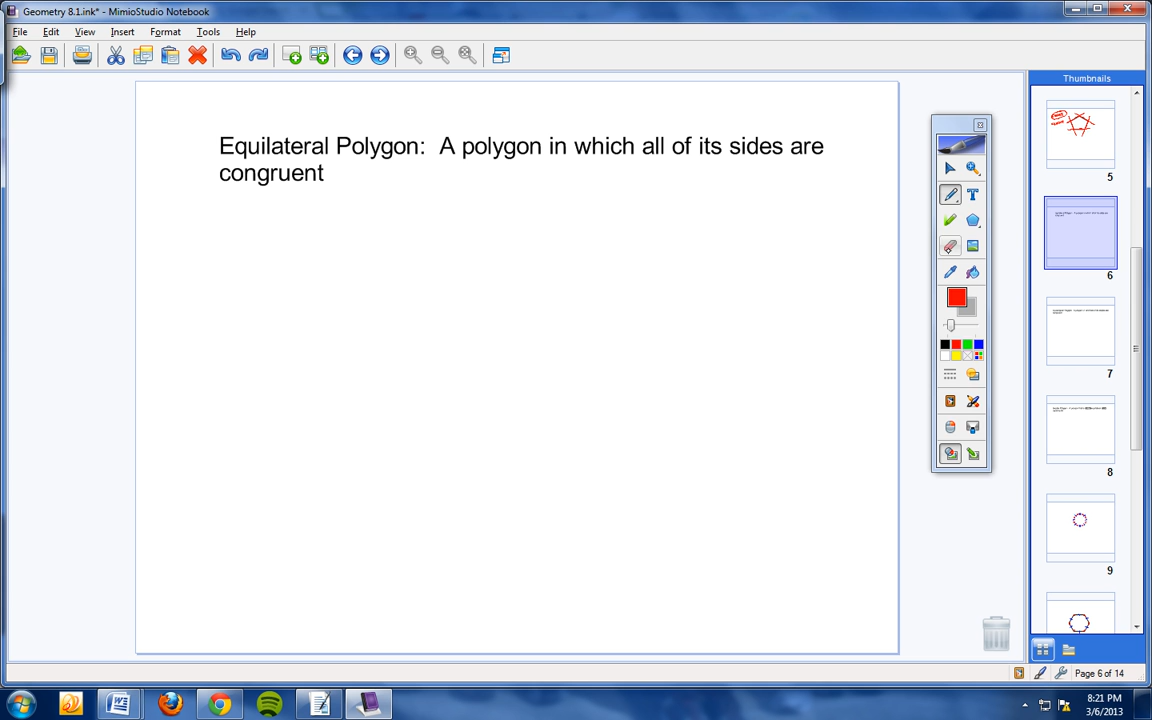 Geometry 8.1.ink* - MimioStudio Notebook
File Edit View Insert Format Tools Help
Thumbnails
Equilateral Polygon: A polygon in which all of its sides are
congruent
5
6
7
8
9
Page 6 of 14
8:21 PM
3/6/2013